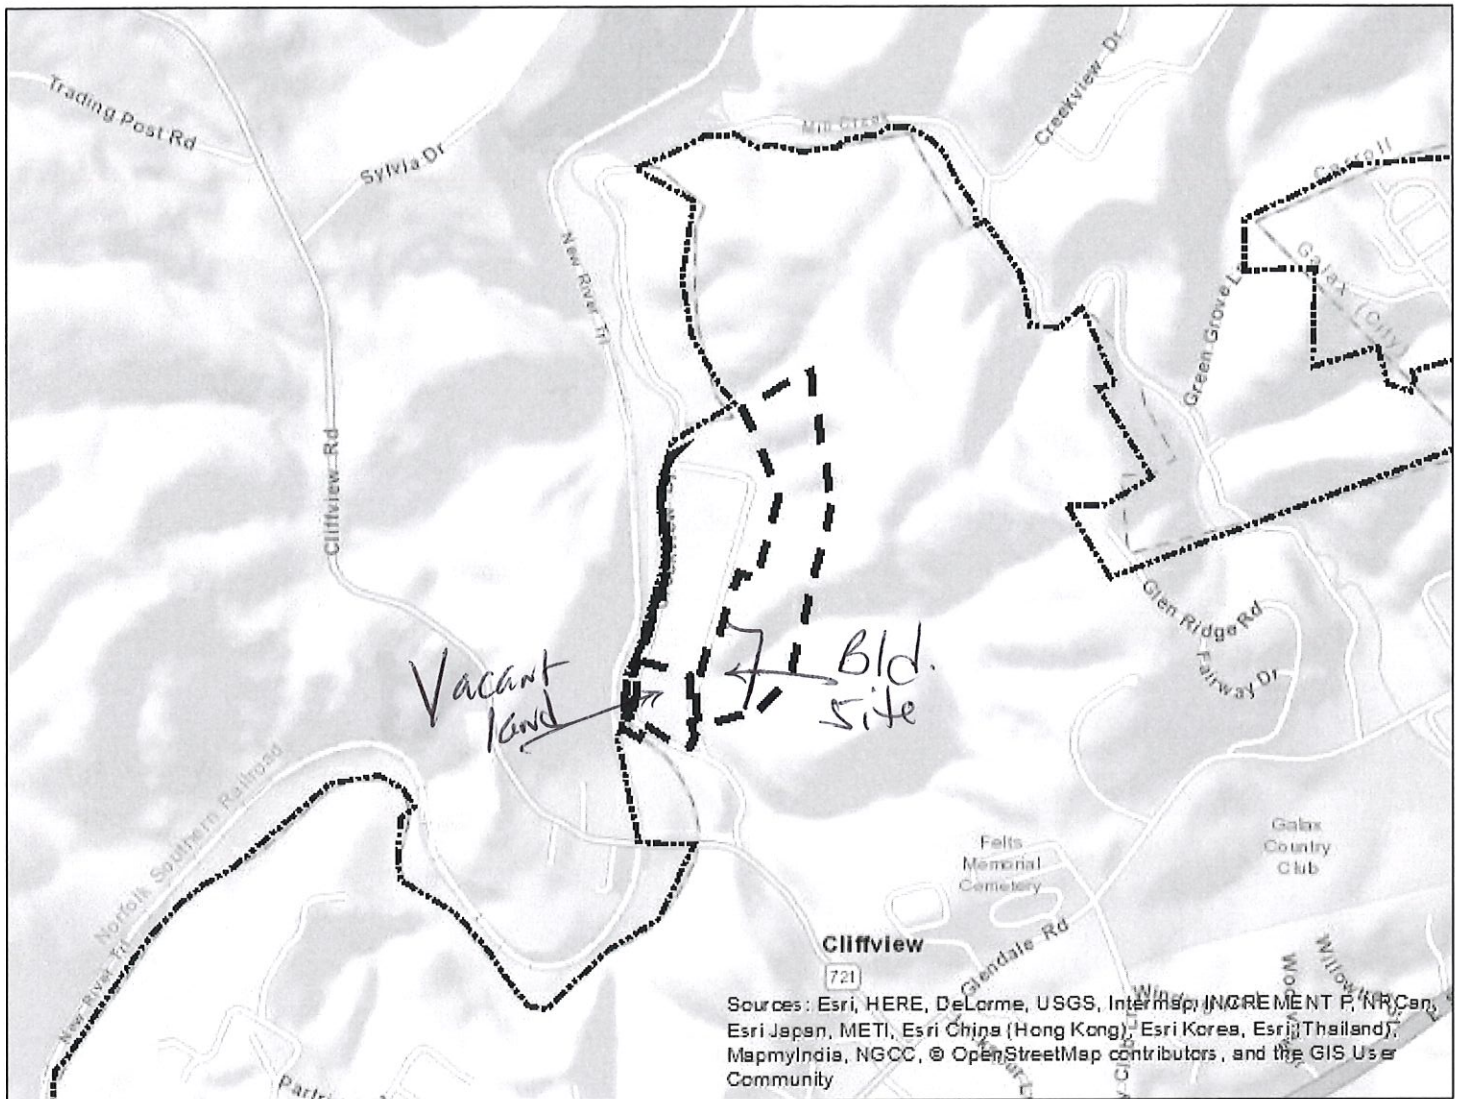 Trading Post Rd
Sylvia Dr
Mill Creek
Creekview Dr
Carroll
Galax (City)
New River Trl
Green Grove Ln
Cliffview Rd
Glen Ridge Rd
Fairway Dr
Vacant
land
Bld.
site
Norfolk Southern Railroad
New River Trl
Felts
Memorial
Cemetery
Galax
Country
Club
Cliffview
721
Glendale Rd
Sources: Esri, HERE, DeLorme, USGS, Intermap, INCREMENT P, NRCan,
Esri Japan, METI, Esri China (Hong Kong), Esri Korea, Esri (Thailand),
MapmyIndia, NGCC, © OpenStreetMap contributors, and the GIS User
Community